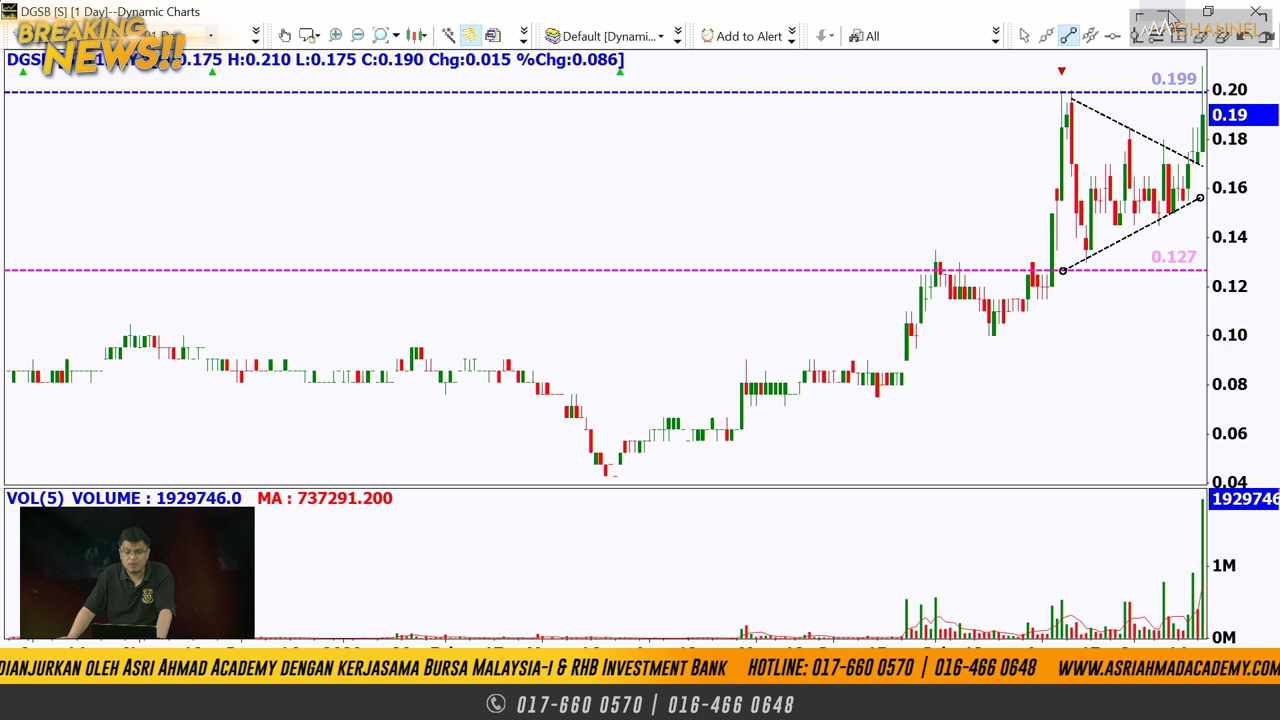 DGSB [S] [1 Day]--Dynamic Charts
BREAKING
NEWS!!
Default [Dynami...
Add to Alert
All
CHANNEL
0.175 H:0.210 L:0.175 C:0.190 Chg:0.015 %Chg:0.086]
0.199
0.20
0.19
0.18
0.16
0.14
0.127
0.12
0.10
0.08
0.06
0.04
VOL(5) VOLUME : 1929746.0 MA : 737291.200
1929746
1M
0M
DIANJURKAN OLEH ASRI AHMAD ACADEMY DENGAN KERJASAMA BURSA MALAYSIA-I & RHB INVESTMENT BANK HOTLINE: 017-660 0570 | 016-466 0648 WWW.ASRIAHMADACADEMY.COM
017-660 0570 | 016-466 0648